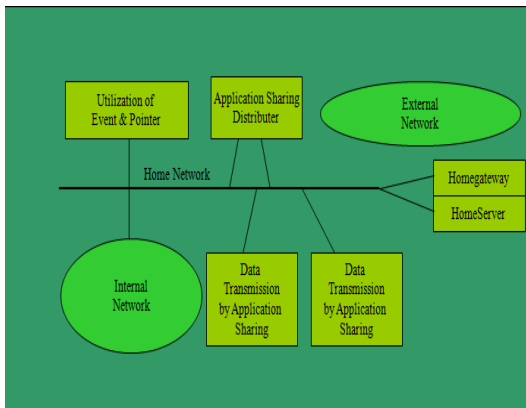 Utilization of
Event & Pointer
Application Sharing
Distributer
External
Network
Home Network
Homegateway
HomeServer
Internal
Network
Data
Transmission
by Application
Sharing
Data
Transmission
by Application
Sharing